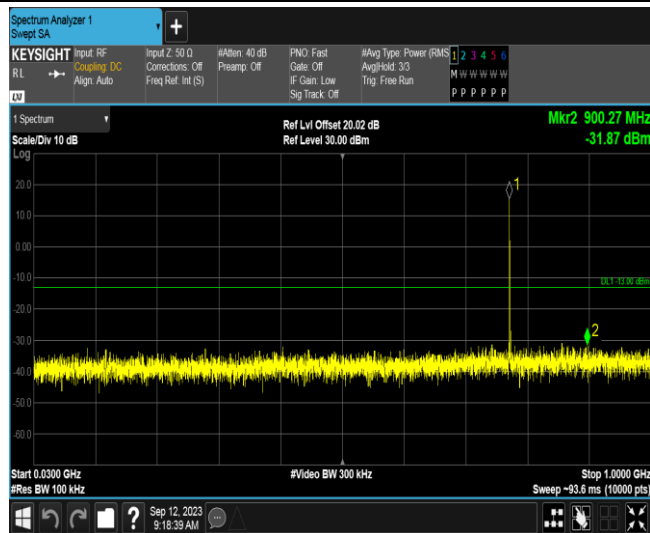 Spectrum Analyzer 1
Swept SA
+
KEYSIGHT
RL
LXI
Input: RF
Coupling: DC
Align: Auto
Input Z: 50 Ω
Corrections: Off
Freq Ref: Int (S)
#Atten: 40 dB
Preamp: Off
PNO: Fast
Gate: Off
IF Gain: Low
Sig Track: Off
#Avg Type: Power (RMS
Avg|Hold: 3/3
Trig: Free Run
1 2 3 4 5 6
M W W W W W
P P P P P P
1 Spectrum
Scale/Div 10 dB
Log
Ref Lvl Offset 20.02 dB
Ref Level 30.00 dBm
Mkr2 900.27 MHz
-31.87 dBm
20.0
10.0
0.00
-10.0
-20.0
-30.0
-40.0
-50.0
-60.0
1
DL1 -13.00 dBm
2
Start 0.0300 GHz
#Res BW 100 kHz
#Video BW 300 kHz
Stop 1.0000 GHz
Sweep ~93.6 ms (10000 pts)
?
Sep 12, 2023
9:18:39 AM